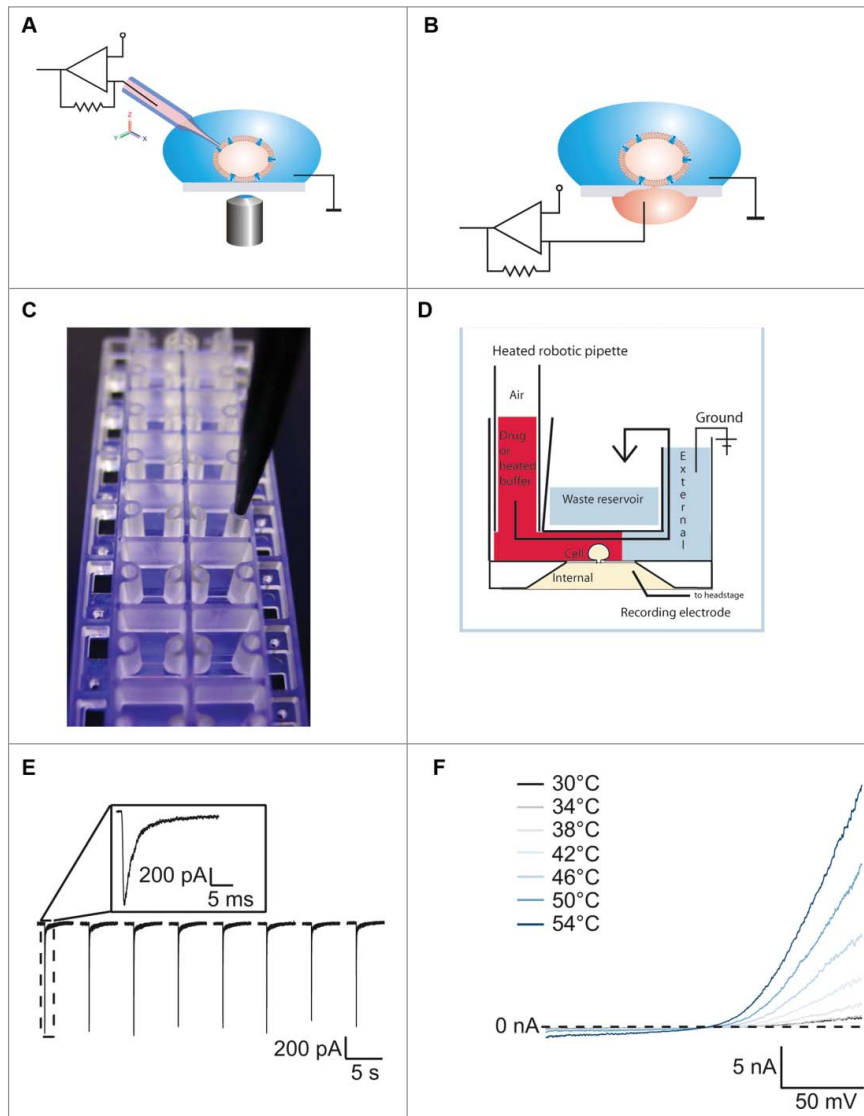 A
Z
Y
X
B
C
D
Heated robotic pipette
Air
Drug
or
heated
buffer
Waste reservoir
External
Ground
Cell
Internal
to headstage
Recording electrode
E
200 pA
5 ms
200 pA
5 s
F
30°C
34°C
38°C
42°C
46°C
50°C
54°C
0 nA
5 nA
50 mV